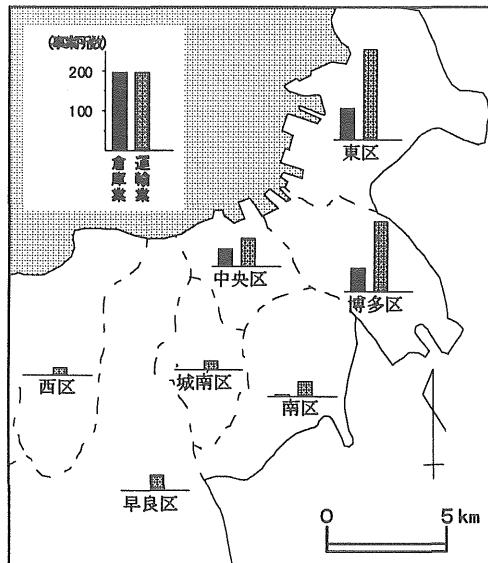 (事業所数)
200
100
倉庫業
運輸業
東区
中央区
博多区
西区
城南区
南区
早良区
0 5km